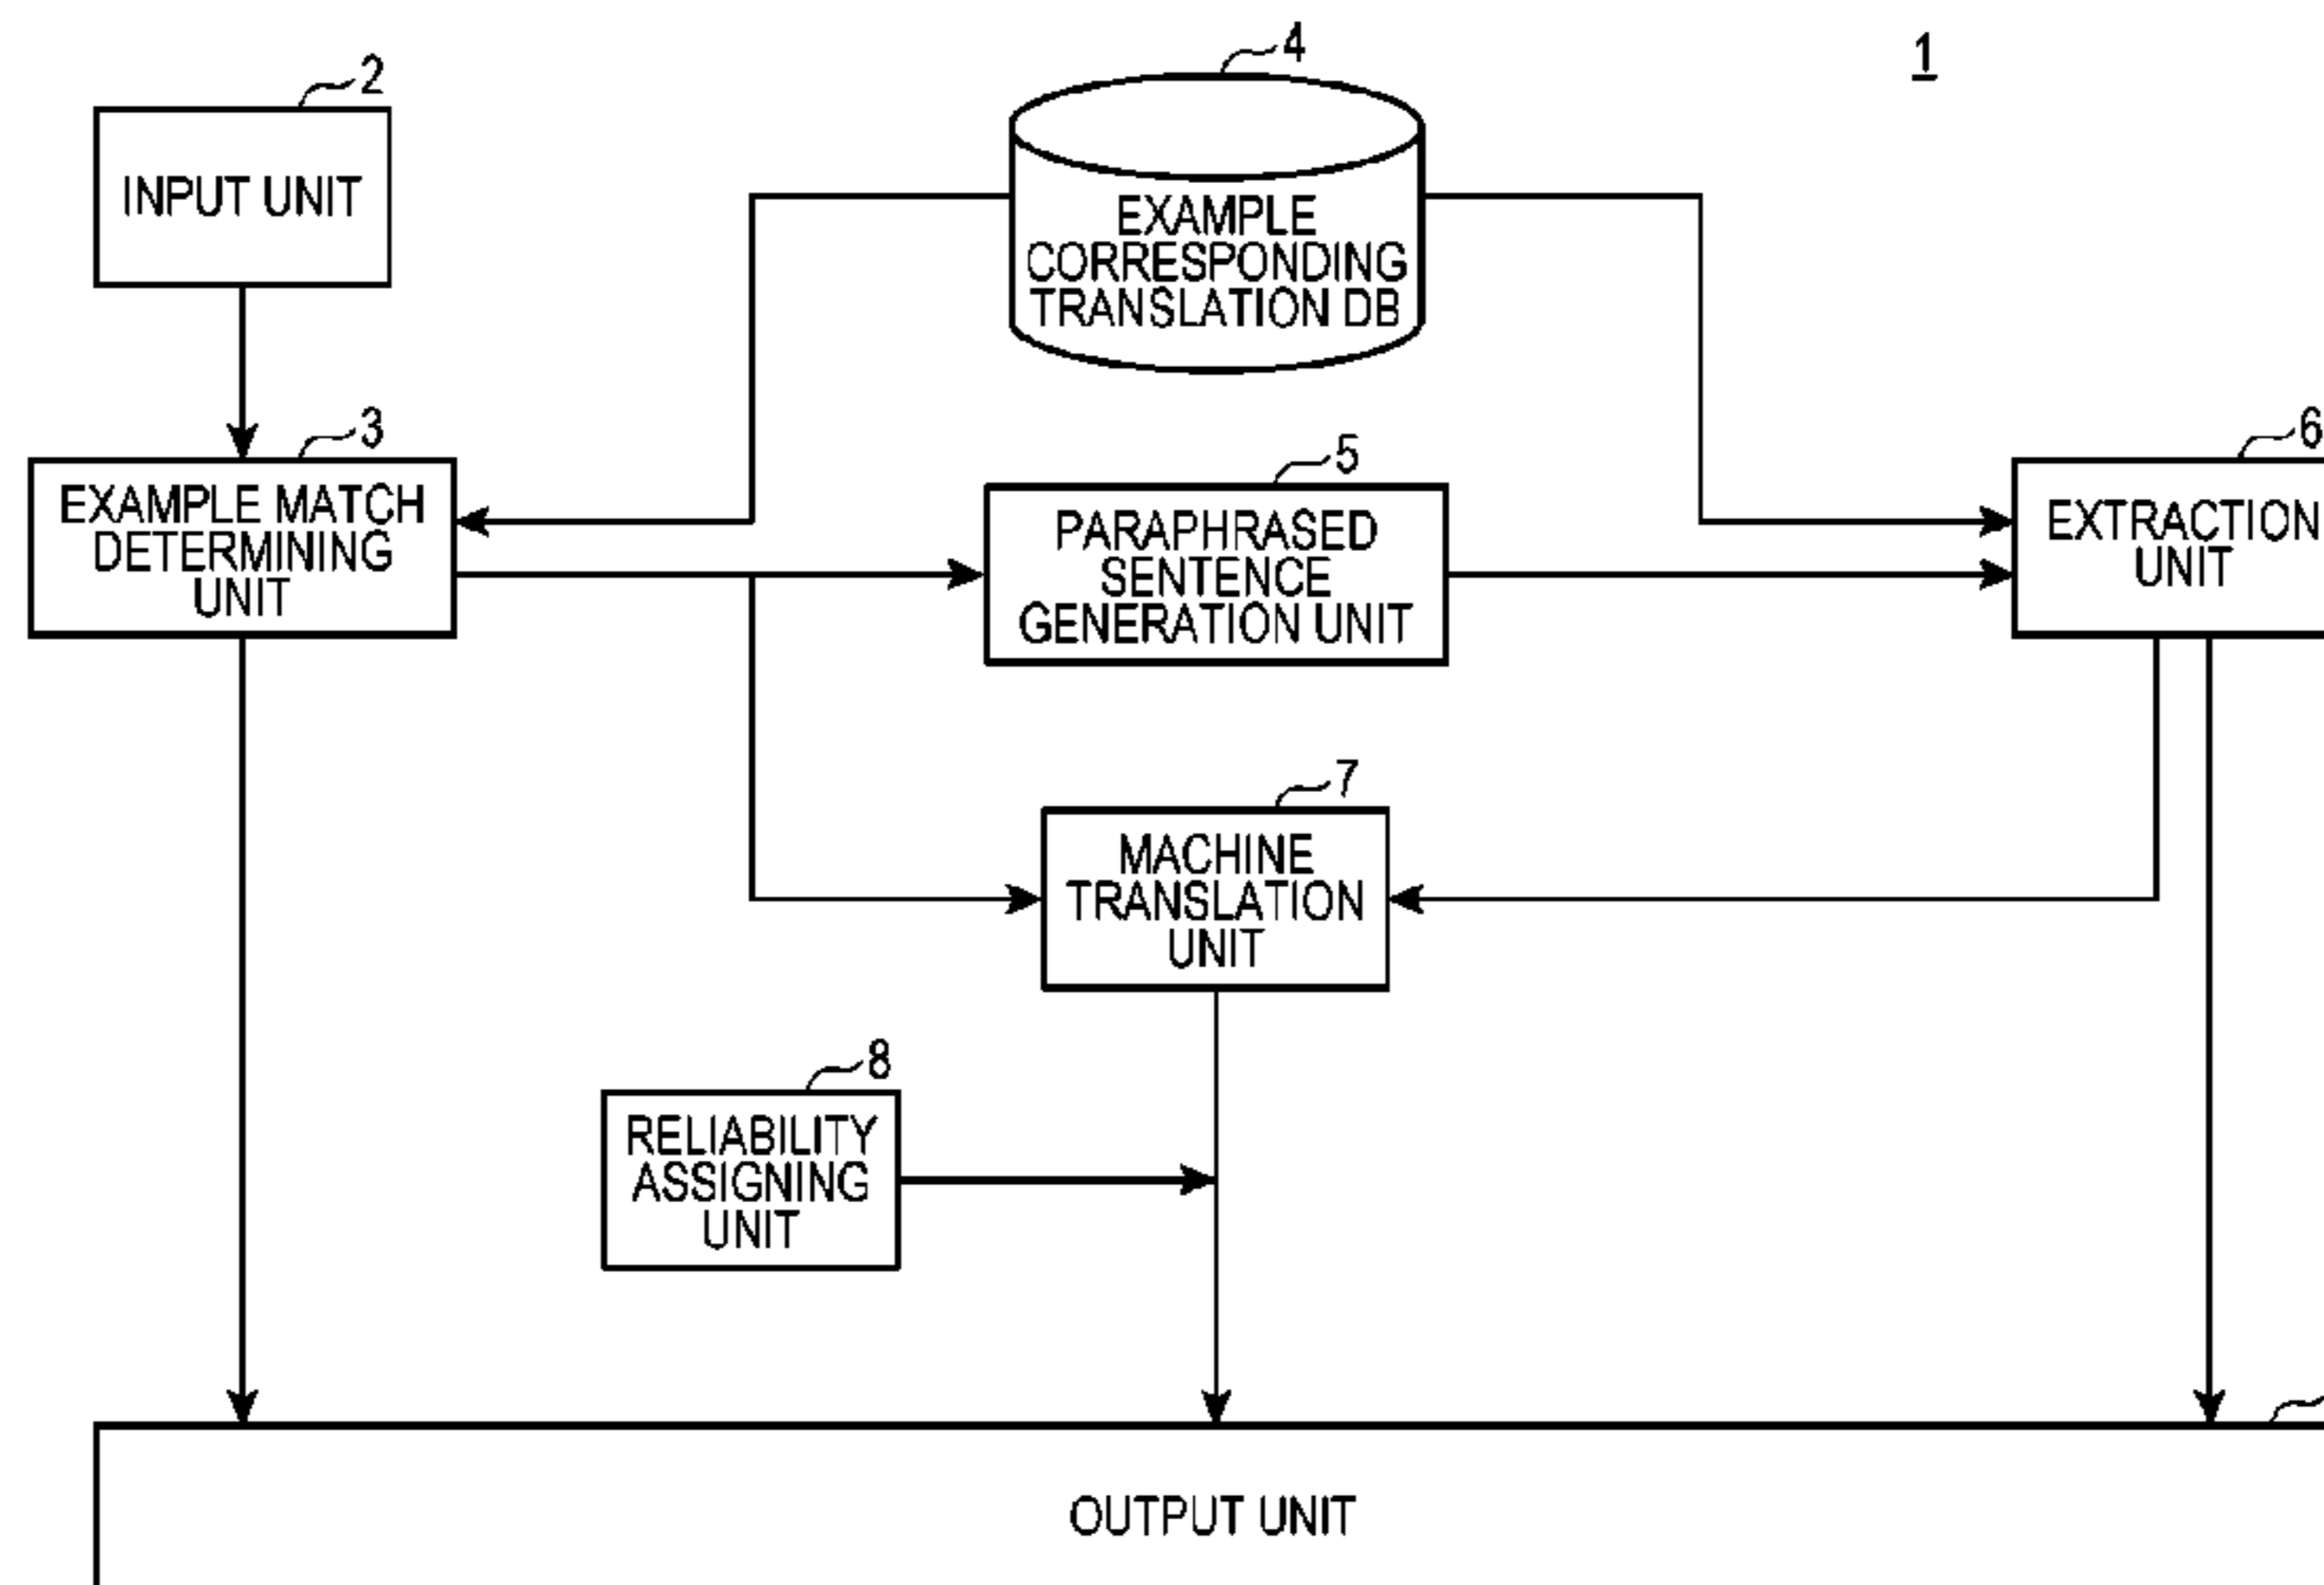 1
2
INPUT UNIT
4
EXAMPLE
CORRESPONDING
TRANSLATION DB
3
EXAMPLE MATCH
DETERMINING
UNIT
5
PARAPHRASED
SENTENCE
GENERATION UNIT
6
EXTRACTION
UNIT
7
MACHINE
TRANSLATION
UNIT
8
RELIABILITY
ASSIGNING
UNIT
OUTPUT UNIT